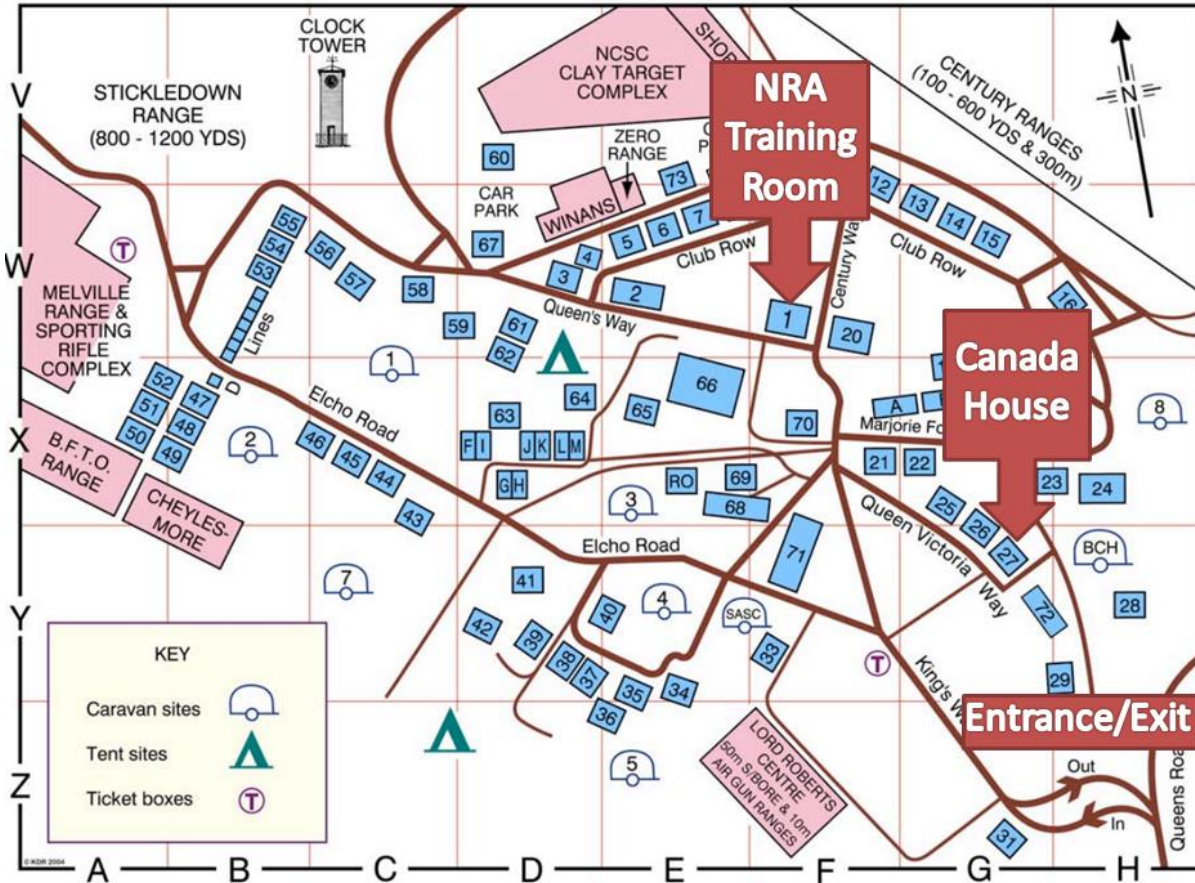 V
W
X
Y
Z
CLOCK
TOWER
STICKLEDOWN
RANGE
(800 - 1200 YDS)
NCSC
CLAY TARGET
COMPLEX
NRA
Training
Room
CENTURY RANGES
(100 - 600 YDS & 300m)
N
ZERO
RANGE
60
CAR
PARK
WINANS
73
67
4
3
5
6
7
Club Row
2
Queen's Way
1
Century Way
20
12
13
14
15
Club Row
16
T
MELVILLE
RANGE &
SPORTING
RIFLE
COMPLEX
55
54
53
56
57
58
59
61
62
Lines
D
1
52
51
50
47
48
49
2
Elcho Road
46
45
44
43
63
64
65
66
70
F I
J K L M
G H
3
RO
69
68
Canada
House
A
21
22
23
24
25
26
27
8
Queen Victoria
Way
B.F.T.O.
RANGE
CHEYLES-
MORE
7
Elcho Road
71
BCH
28
72
29
41
42
40
4
39
38
37
36
35
34
SASC
33
T
King's
Entrance/Exit
5
LORD ROBERTS
CENTRE
50m S/BORE & 10m
AIR GUN RANGES
Out
In
31
KEY
Caravan sites
Tent sites
Ticket boxes
T
© KDR 2004
A
B
C
D
E
F
G
H